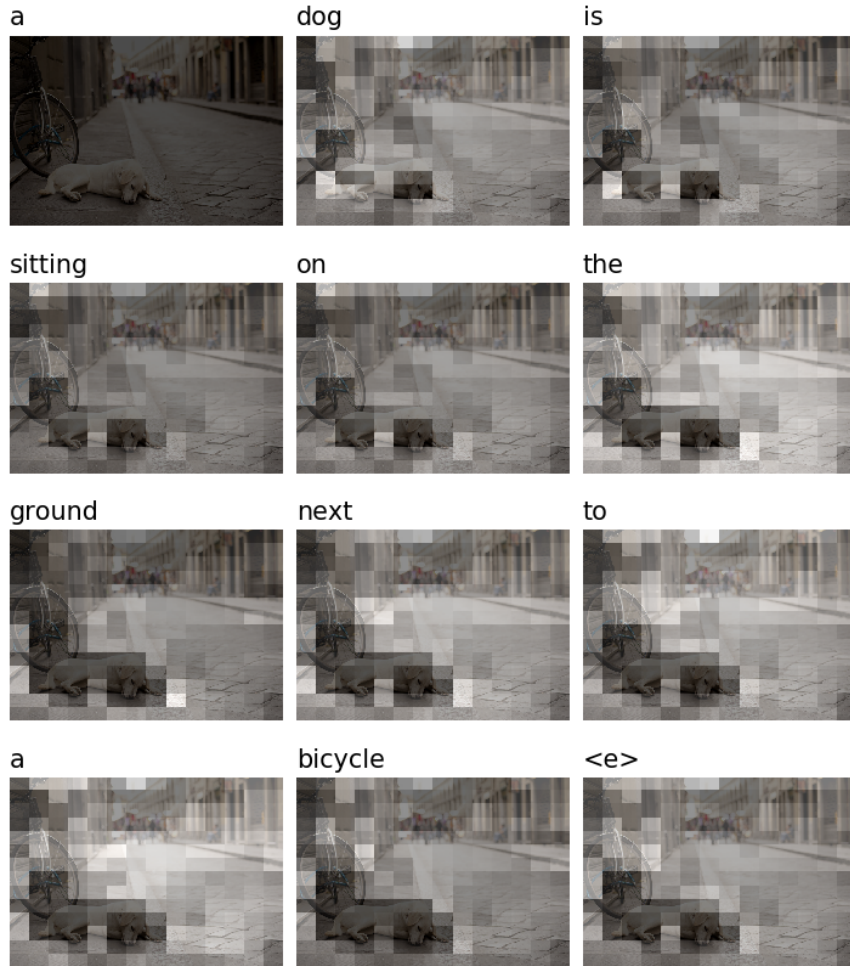 a dog is
sitting on the
ground next to
a bicycle <e>